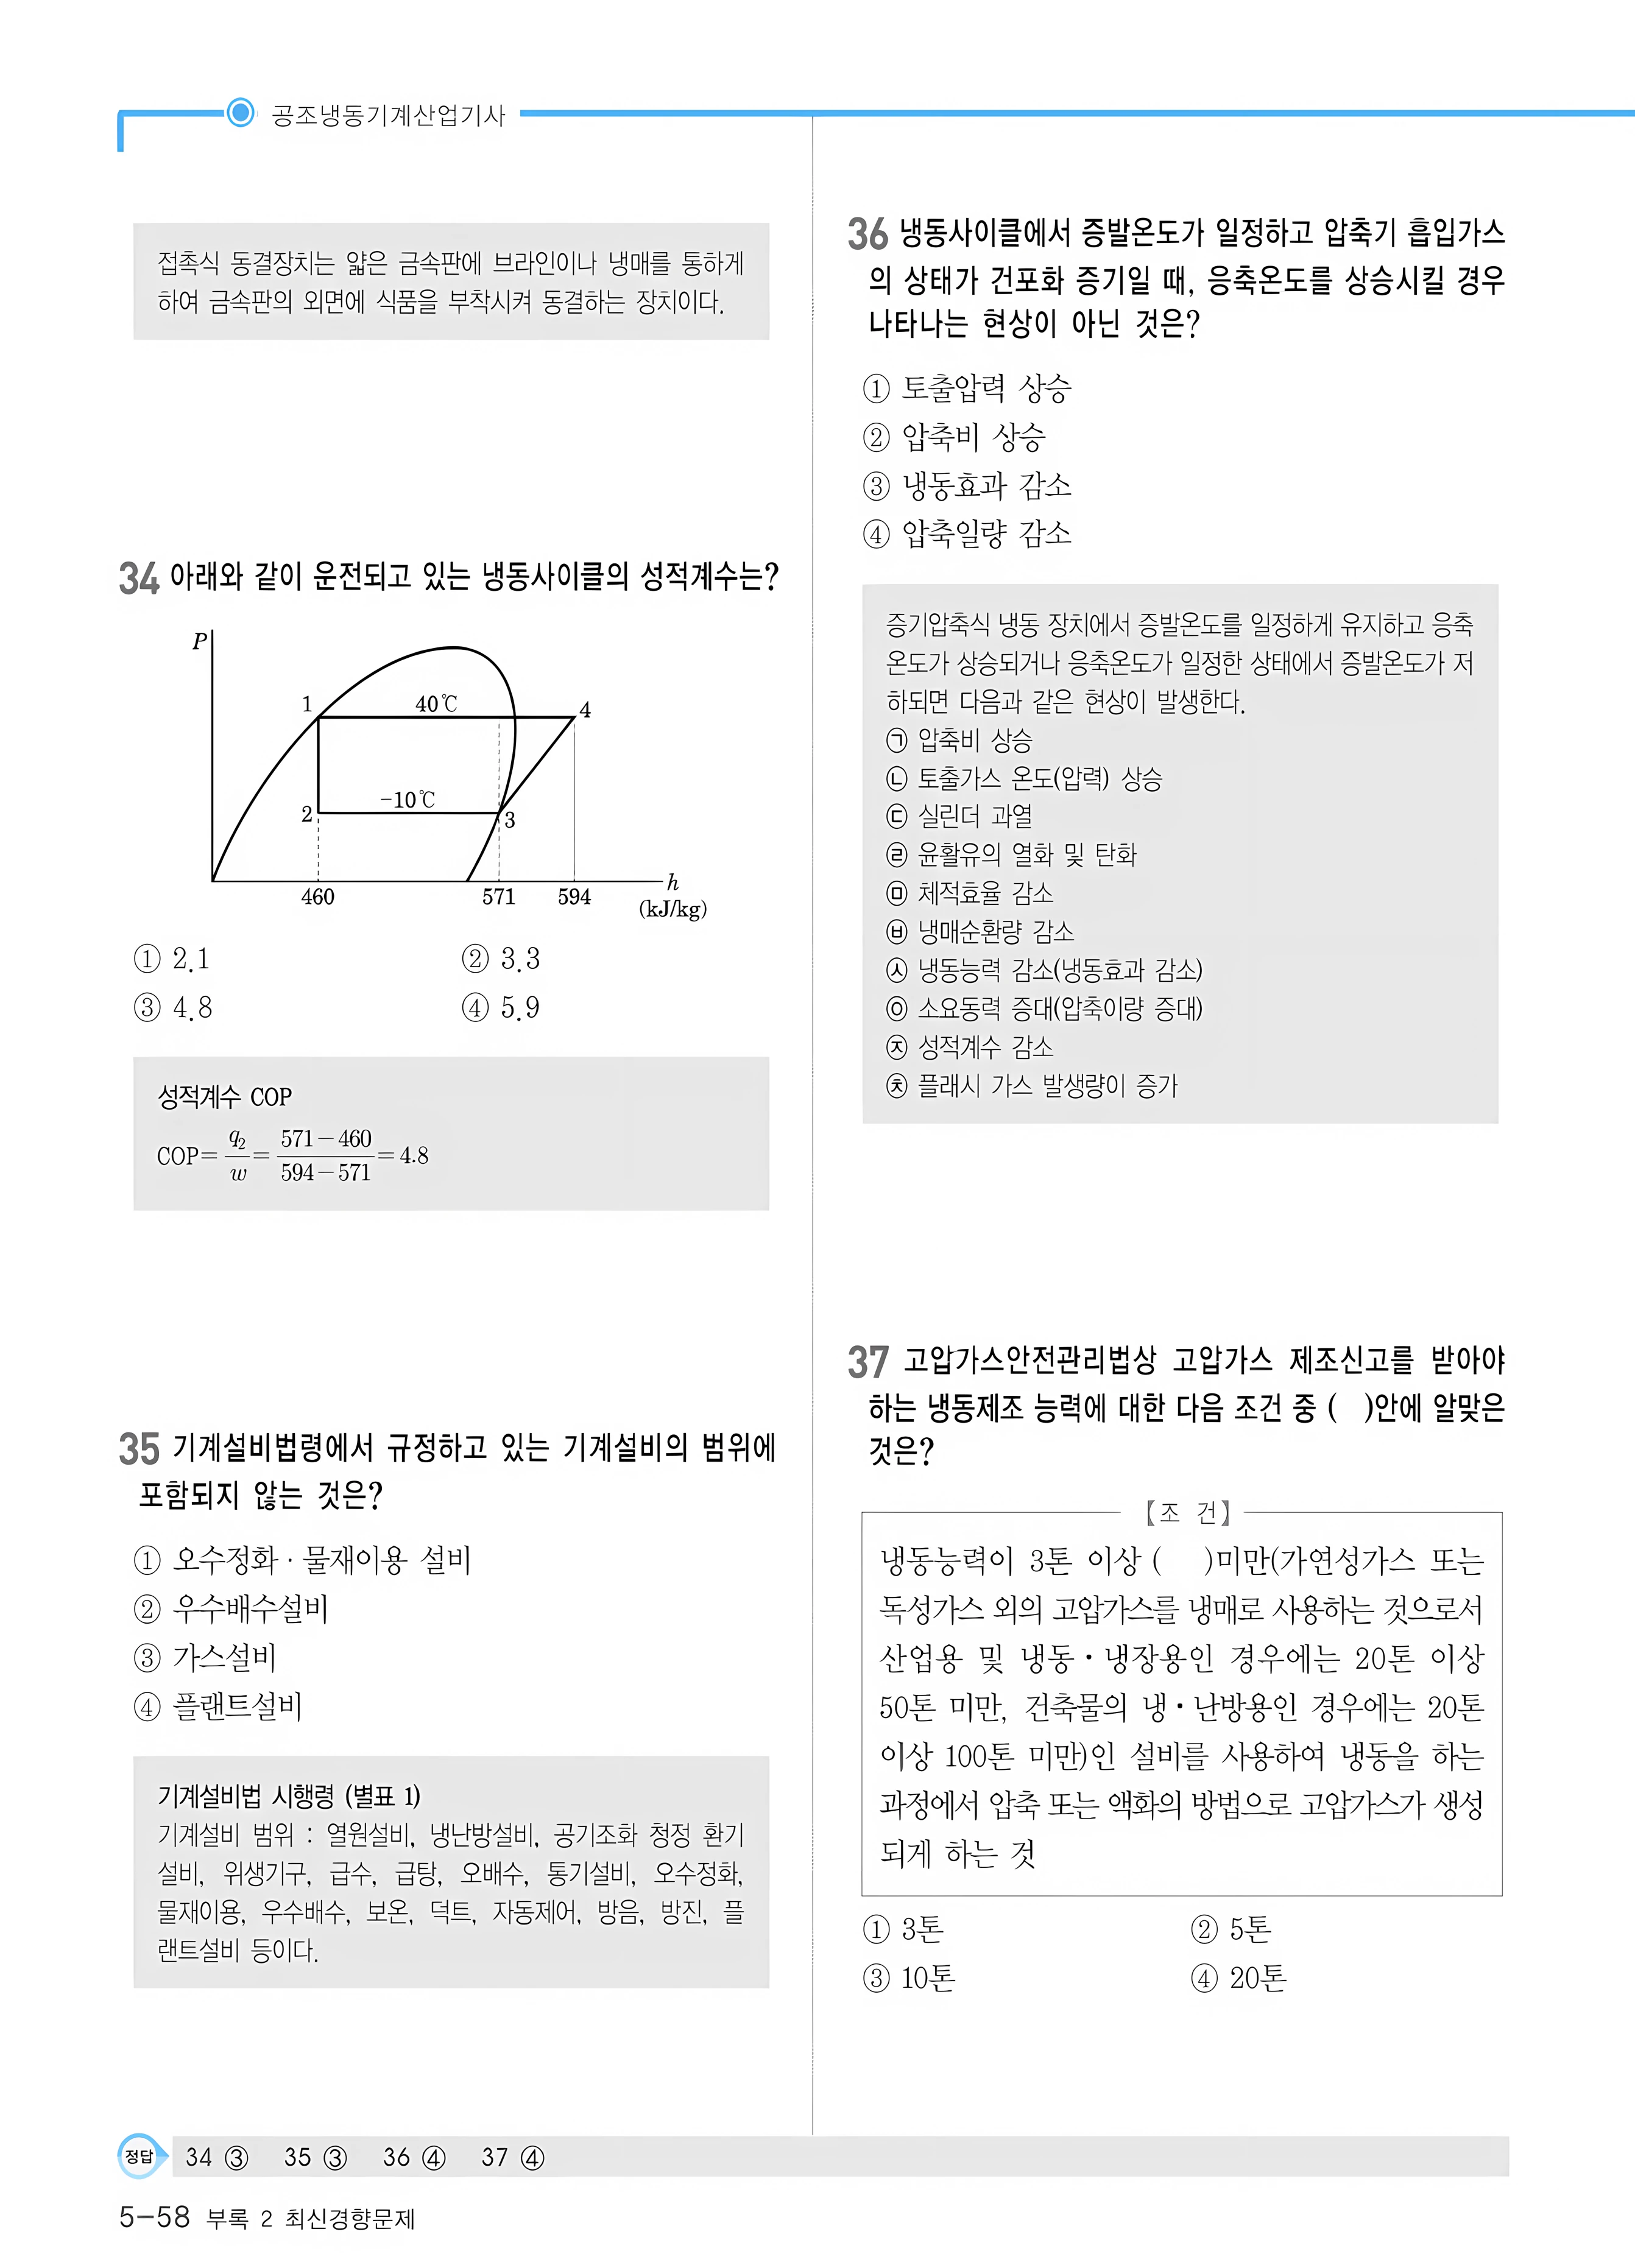 공조냉동기계산업기사
접촉식 동결장치는 얇은 금속판에 브라인이나 냉매를 통하게
하여 금속판의 외면에 식품을 부착시켜 동결하는 장치이다.
34 아래와 같이 운전되고 있는 냉동사이클의 성적계수는?
P
1
40℃
4
-10℃
2
3
460
571
594
h
(kJ/kg)
① 2.1
② 3.3
③ 4.8
④ 5.9
성적계수 COP
COP= q₂/w = (571-460)/(594-571) = 4.8
35 기계설비법령에서 규정하고 있는 기계설비의 범위에
포함되지 않는 것은?
① 오수정화·물재이용 설비
② 우수배수설비
③ 가스설비
④ 플랜트설비
기계설비법 시행령 (별표 1)
기계설비 범위 : 열원설비, 냉난방설비, 공기조화 청정 환기
설비, 위생기구, 급수, 급탕, 오배수, 통기설비, 오수정화,
물재이용, 우수배수, 보온, 덕트, 자동제어, 방음, 방진, 플
랜트설비 등이다.
36 냉동사이클에서 증발온도가 일정하고 압축기 흡입가스
의 상태가 건포화 증기일 때, 응축온도를 상승시킬 경우
나타나는 현상이 아닌 것은?
① 토출압력 상승
② 압축비 상승
③ 냉동효과 감소
④ 압축일량 감소
증기압축식 냉동 장치에서 증발온도를 일정하게 유지하고 응축
온도가 상승되거나 응축온도가 일정한 상태에서 증발온도가 저
하되면 다음과 같은 현상이 발생한다.
㉠ 압축비 상승
㉡ 토출가스 온도(압력) 상승
㉢ 실린더 과열
㉣ 윤활유의 열화 및 탄화
㉤ 체적효율 감소
㉥ 냉매순환량 감소
㉦ 냉동능력 감소(냉동효과 감소)
㉧ 소요동력 증대(압축이량 증대)
㉨ 성적계수 감소
㉩ 플래시 가스 발생량이 증가
37 고압가스안전관리법상 고압가스 제조신고를 받아야
하는 냉동제조 능력에 대한 다음 조건 중 (　)안에 알맞은
것은?
【조 건】
냉동능력이 3톤 이상 (　)미만(가연성가스 또는
독성가스 외의 고압가스를 냉매로 사용하는 것으로서
산업용 및 냉동·냉장용인 경우에는 20톤 이상
50톤 미만, 건축물의 냉·난방용인 경우에는 20톤
이상 100톤 미만)인 설비를 사용하여 냉동을 하는
과정에서 압축 또는 액화의 방법으로 고압가스가 생성
되게 하는 것
① 3톤
② 5톤
③ 10톤
④ 20톤
정답 34 ③ 35 ③ 36 ④ 37 ④
5-58 부록 2 최신경향문제